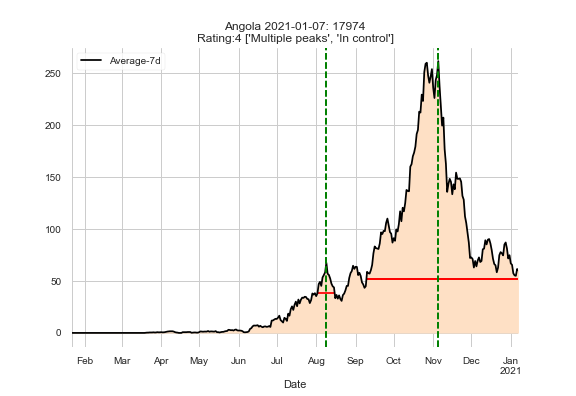 Angola 2021-01-07: 17974
Rating:4 ['Multiple peaks', 'In control']
Average-7d
250
200
150
100
50
0
Feb Mar Apr May Jun Jul Aug Sep Oct Nov Dec Jan
2021
Date